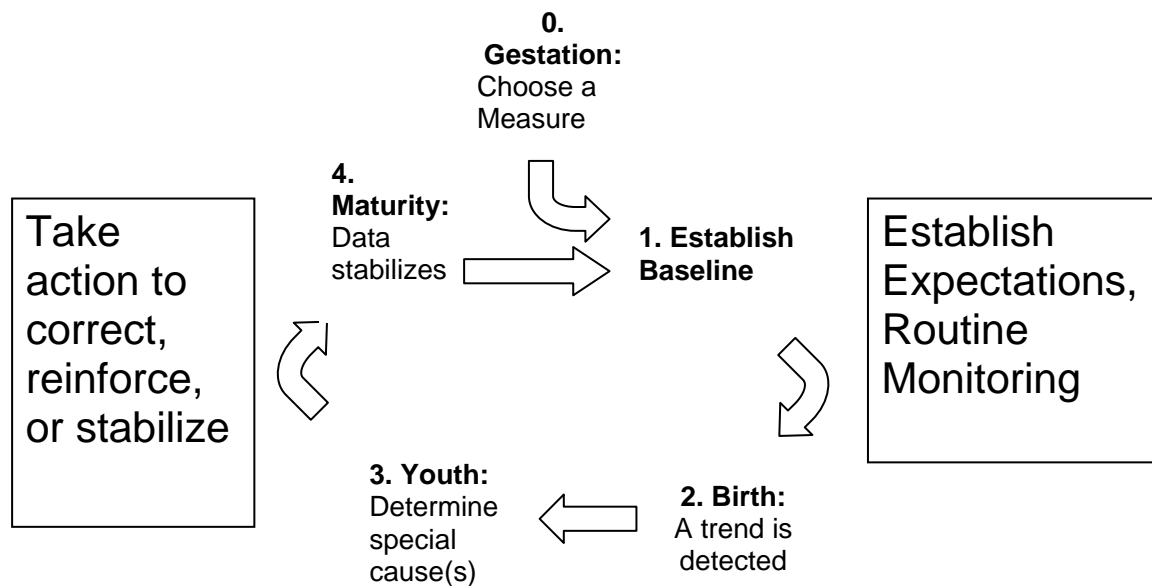 0.
Gestation:
Choose a
Measure
4.
Maturity:
Data
stabilizes
1. Establish
Baseline
Take
action to
correct,
reinforce,
or stabilize
Establish
Expectations,
Routine
Monitoring
3. Youth:
Determine
special
cause(s)
2. Birth:
A trend is
detected